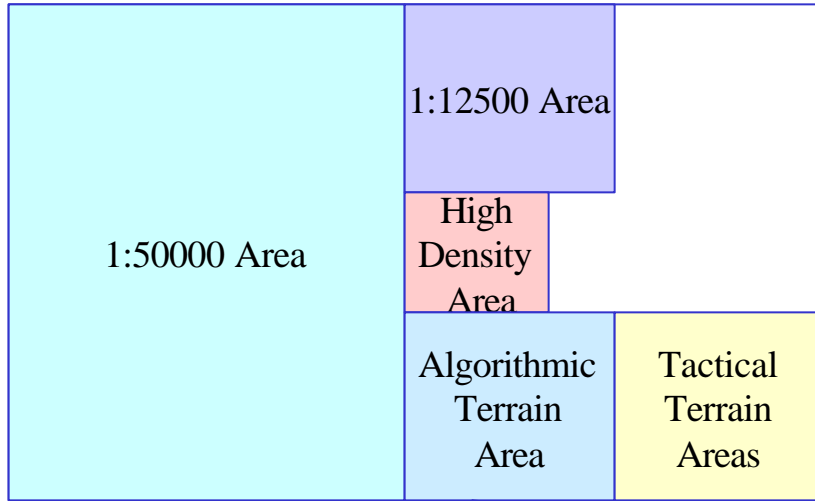 1:12500 Area
1:50000 Area
High
Density
Area
Algorithmic
Terrain
Area
Tactical
Terrain
Areas